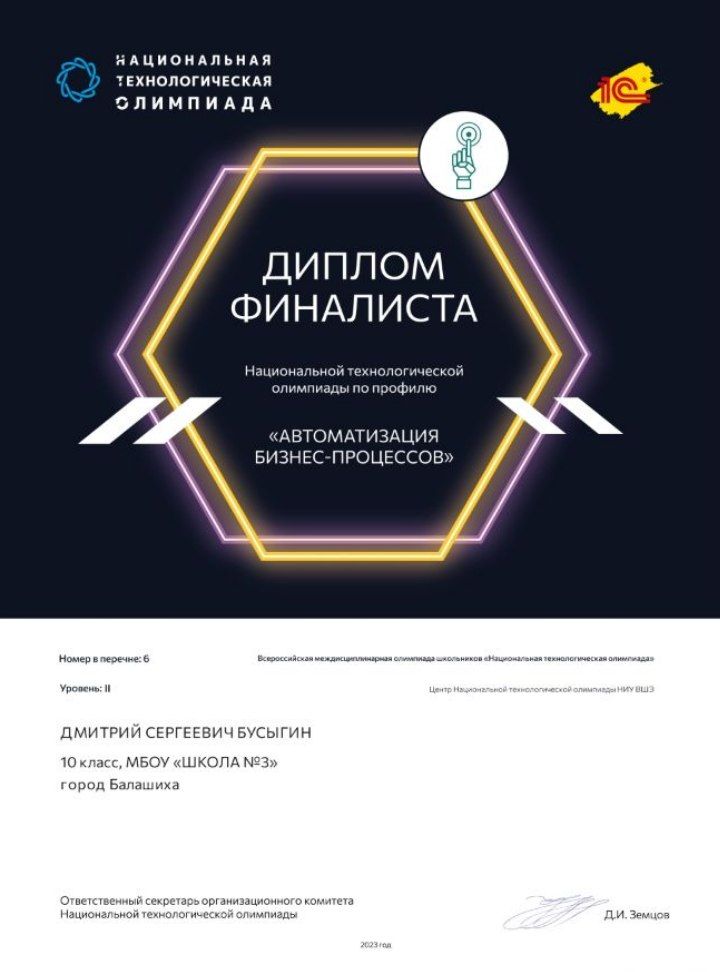 НАЦИОНАЛЬНАЯ
ТЕХНОЛОГИЧЕСКАЯ
ОЛИМПИАДА
1С®
ДИПЛОМ
ФИНАЛИСТА
Национальной технологической
олимпиады по профилю
«АВТОМАТИЗАЦИЯ
БИЗНЕС-ПРОЦЕССОВ»
Номер в перечне: 6
Всероссийская междисциплинарная олимпиада школьников «Национальная технологическая олимпиада»
Уровень: II
Центр Национальной технологической олимпиады НИУ ВШЭ
ДМИТРИЙ СЕРГЕЕВИЧ БУСЫГИН
10 класс, МБОУ «ШКОЛА №3»
город Балашиха
Ответственный секретарь организационного комитета
Национальной технологической олимпиады
Д.И. Земцов
2023 год